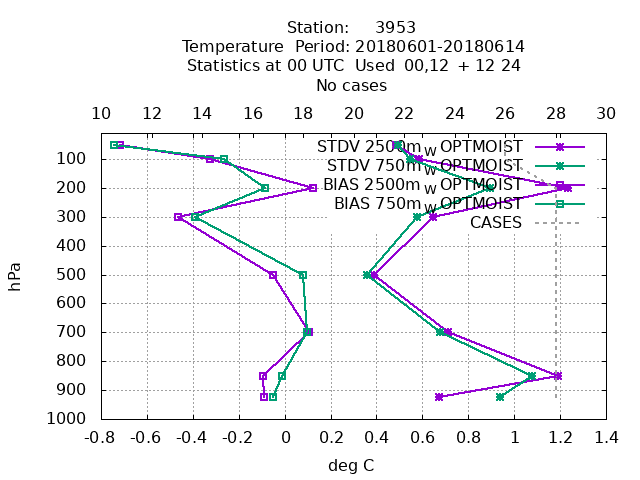 Station: 3953
Temperature Period: 20180601-20180614
Statistics at 00 UTC Used 00,12 + 12 24
No cases
10 12 14 16 18 20 22 24 26 28 30
STDV 2500m_W OPTMOIST
STDV 750m_W OPTMOIST
BIAS 2500m_W OPTMOIST
BIAS 750m_W OPTMOIST
CASES
hPa
100
200
300
400
500
600
700
800
900
1000
-0.8 -0.6 -0.4 -0.2 0 0.2 0.4 0.6 0.8 1 1.2 1.4
deg C